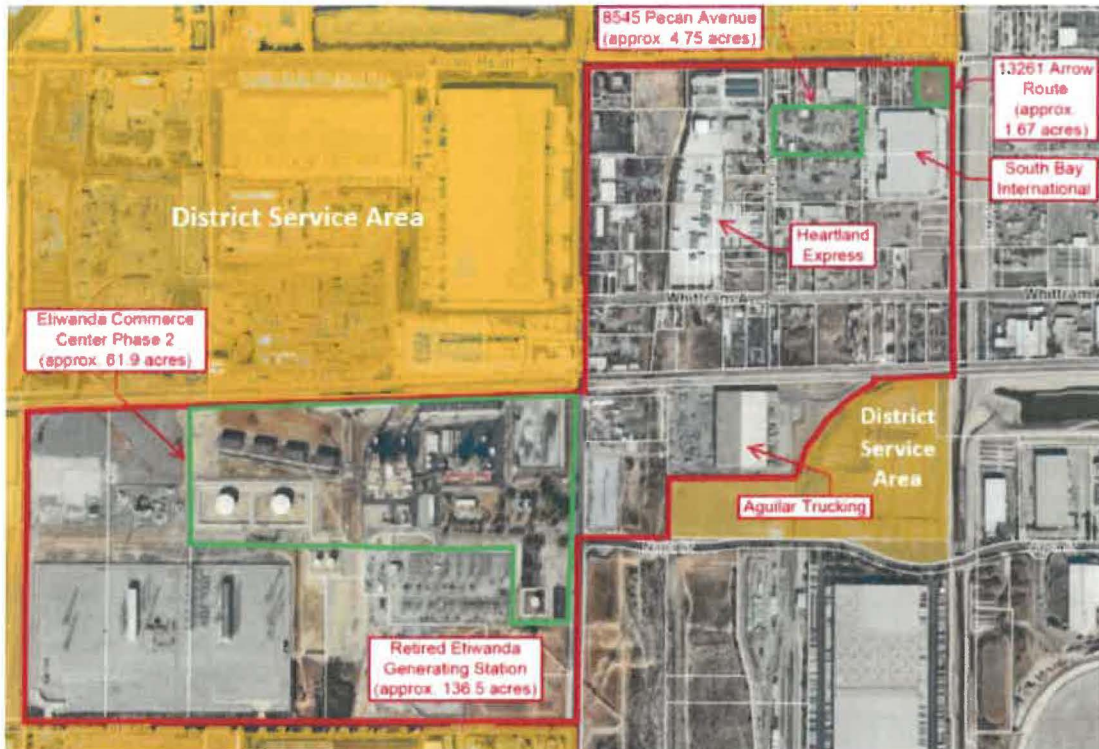 8545 Pecan Avenue
(approx. 4.75 acres)
13261 Arrow
Route
(approx.
1.67 acres)
South Bay
International
District Service Area
Heartland
Express
Whittram Ave
Whittram
Etiwanda Commerce
Center Phase 2
(approx. 61.9 acres)
District
Service
Area
Aguilar Trucking
Retired Etiwanda
Generating Station
(approx. 136.5 acres)